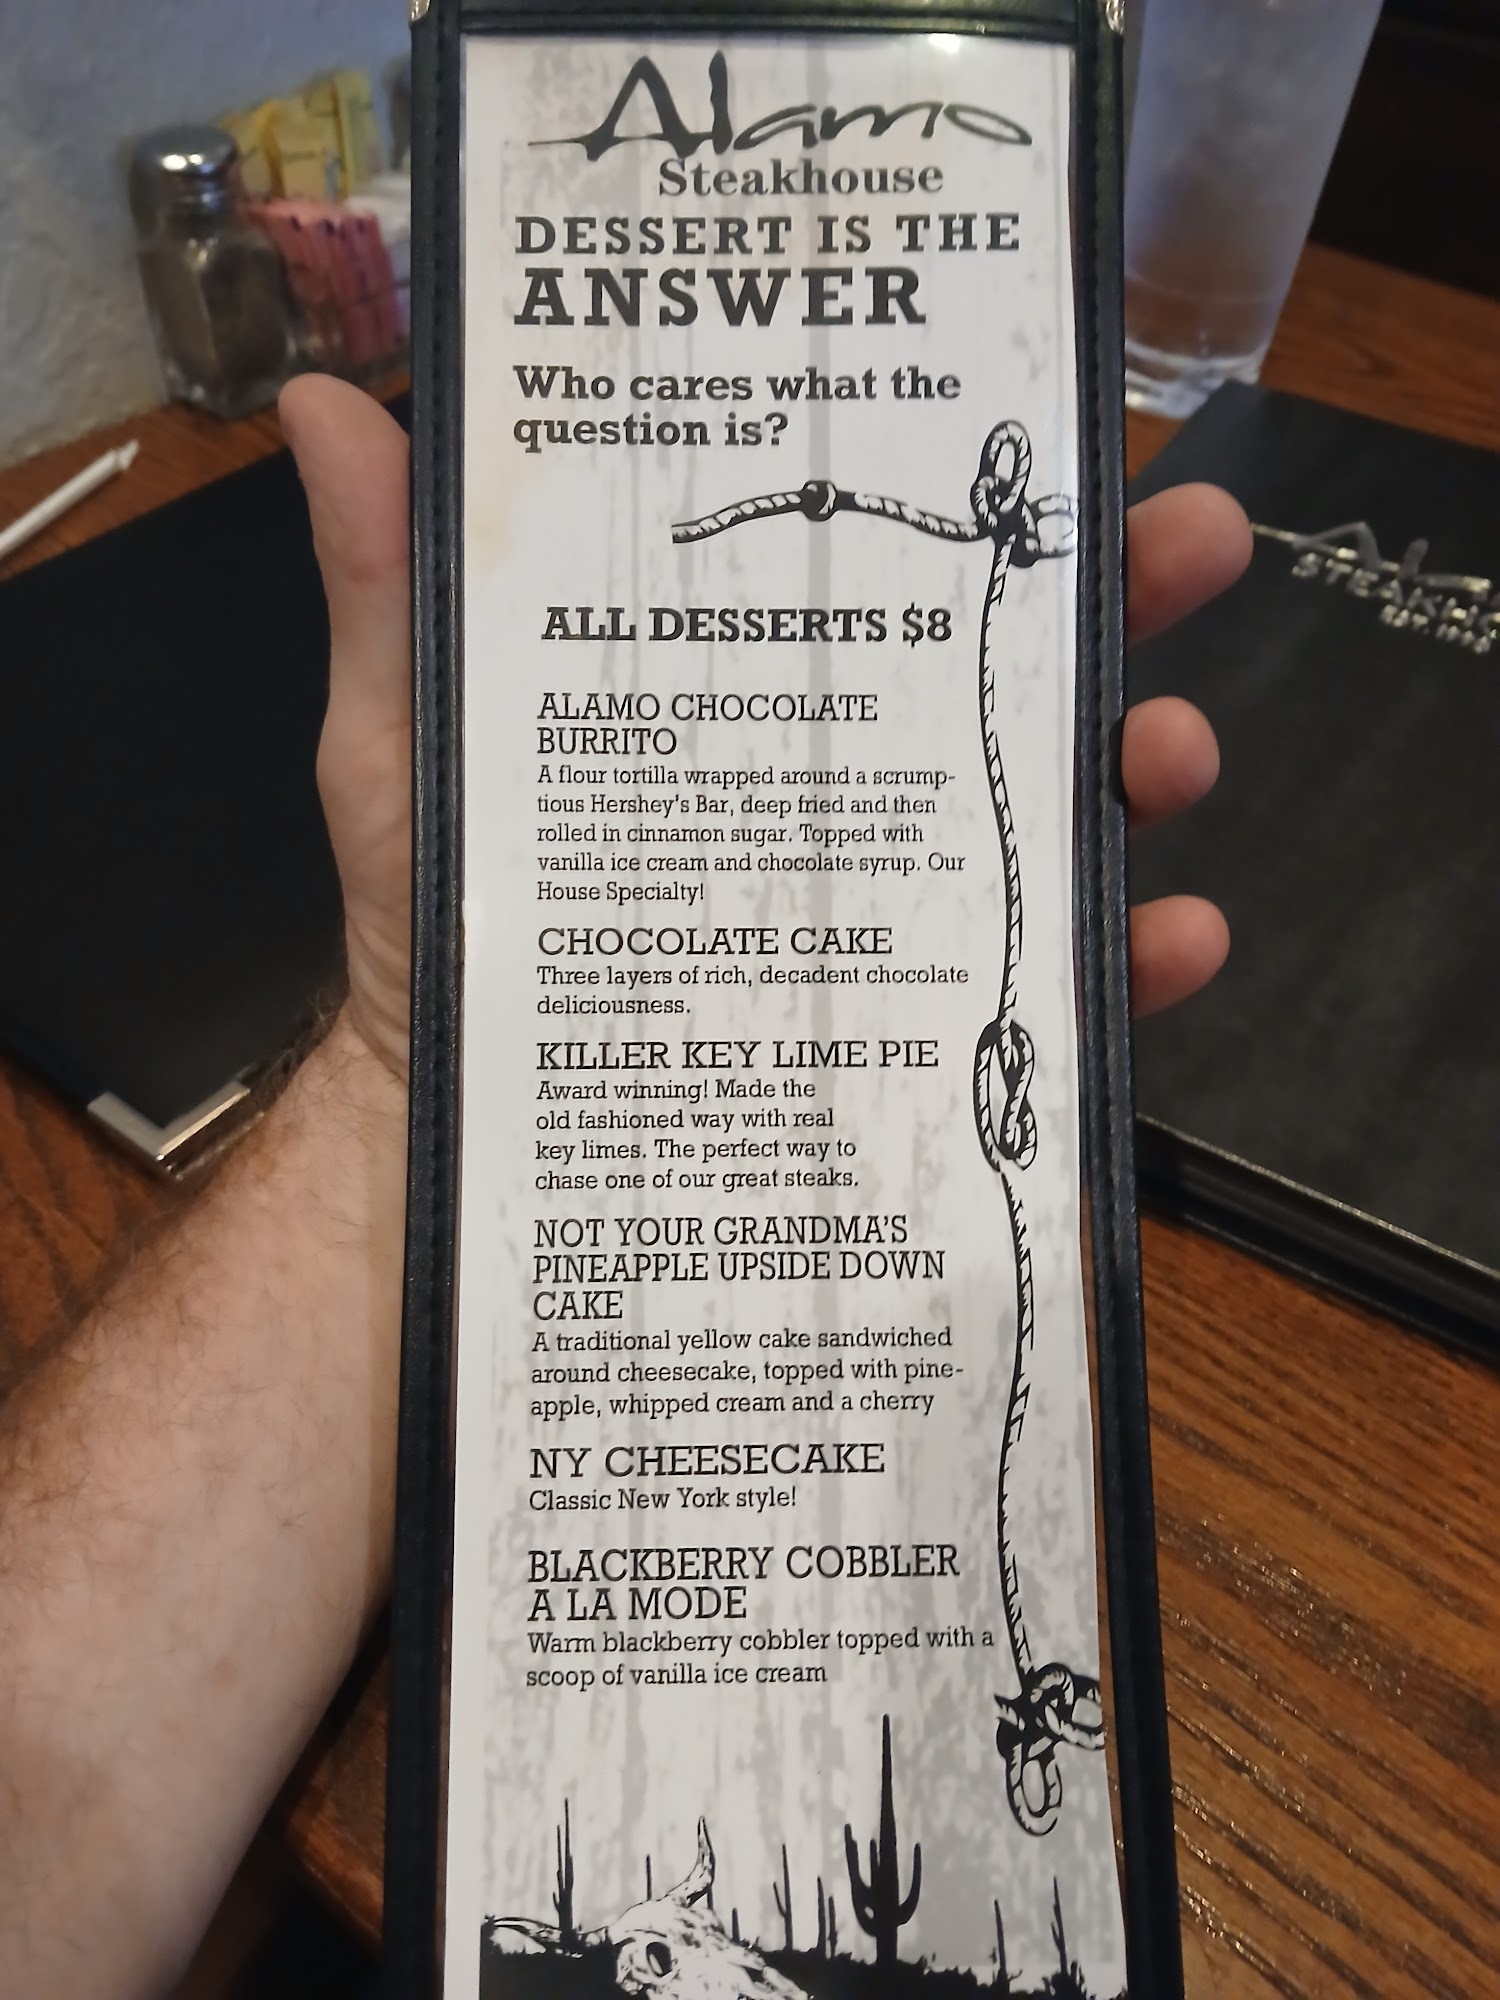 Alamo
Steakhouse
DESSERT IS THE
ANSWER
Who cares what the
question is?
ALL DESSERTS $8
ALAMO CHOCOLATE
BURRITO
A flour tortilla wrapped around a scrump-
tious Hershey's Bar, deep fried and then
rolled in cinnamon sugar. Topped with
vanilla ice cream and chocolate syrup. Our
House Specialty!
CHOCOLATE CAKE
Three layers of rich, decadent chocolate
deliciousness.
KILLER KEY LIME PIE
Award winning! Made the
old fashioned way with real
key limes. The perfect way to
chase one of our great steaks.
NOT YOUR GRANDMA'S
PINEAPPLE UPSIDE DOWN
CAKE
A traditional yellow cake sandwiched
around cheesecake, topped with pine-
apple, whipped cream and a cherry
NY CHEESECAKE
Classic New York style!
BLACKBERRY COBBLER
A LA MODE
Warm blackberry cobbler topped with a
scoop of vanilla ice cream